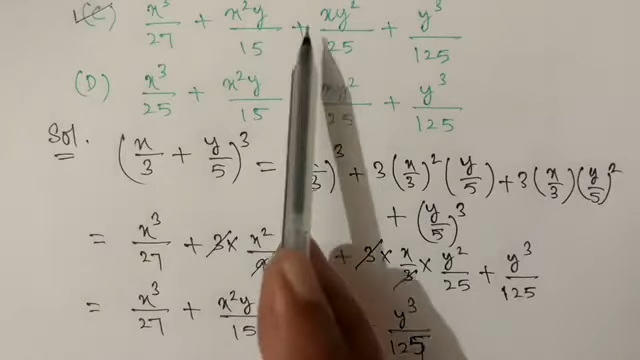 (C) x³/27 + x²y/15 + xy²/25 + y³/125
(D) x³/25 + x²y/15 xy²/25 + y³/125
Sol. (x/3 + y/5)³ = /3)³ + 3(x/3)²(y/5) + 3(x/3)(y/5)²
+ (y/5)³
= x³/27 + 3 × x²/ + 3 × x/3 × y²/25 + y³/125
= x³/27 + x²y/15 y³/125